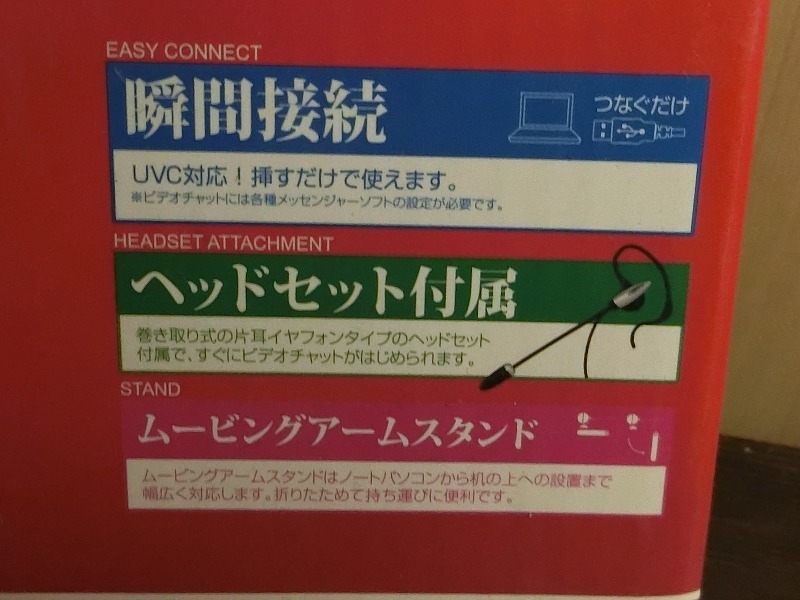 EASY CONNECT
瞬間接続
つなぐだけ
UVC対応！挿すだけで使えます。
※ビデオチャットには各種メッセンジャーソフトの設定が必要です。
HEADSET ATTACHMENT
ヘッドセット付属
巻き取り式の片耳イヤフォンタイプのヘッドセット
付属で、すぐにビデオチャットがはじめられます。
STAND
ムービングアームスタンド
ムービングアームスタンドはノートパソコンから机の上への設置まで
幅広く対応します。折りたためて持ち運びに便利です。